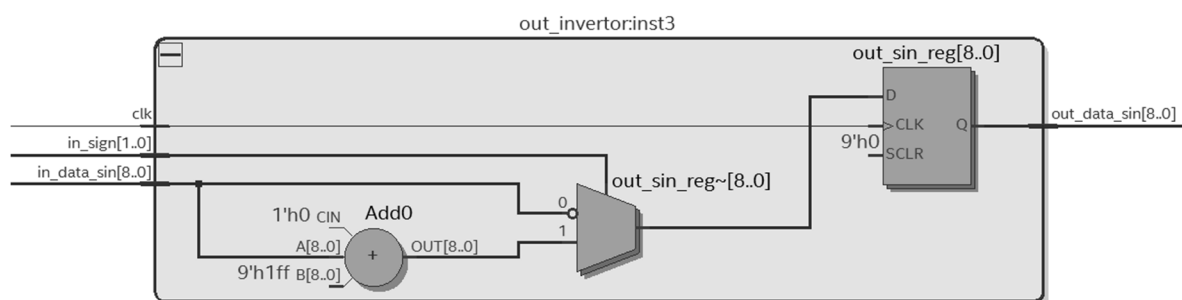 out_invertor:inst3
out_sin_reg[8..0]
clk
D
out_data_sin[8..0]
CLK
Q
in_sign[1..0]
9'h0
SCLR
in_data_sin[8..0]
out_sin_reg~[8..0]
0
1'h0 CIN
Add0
1
A[8..0]
+
OUT[8..0]
9'h1ff B[8..0]